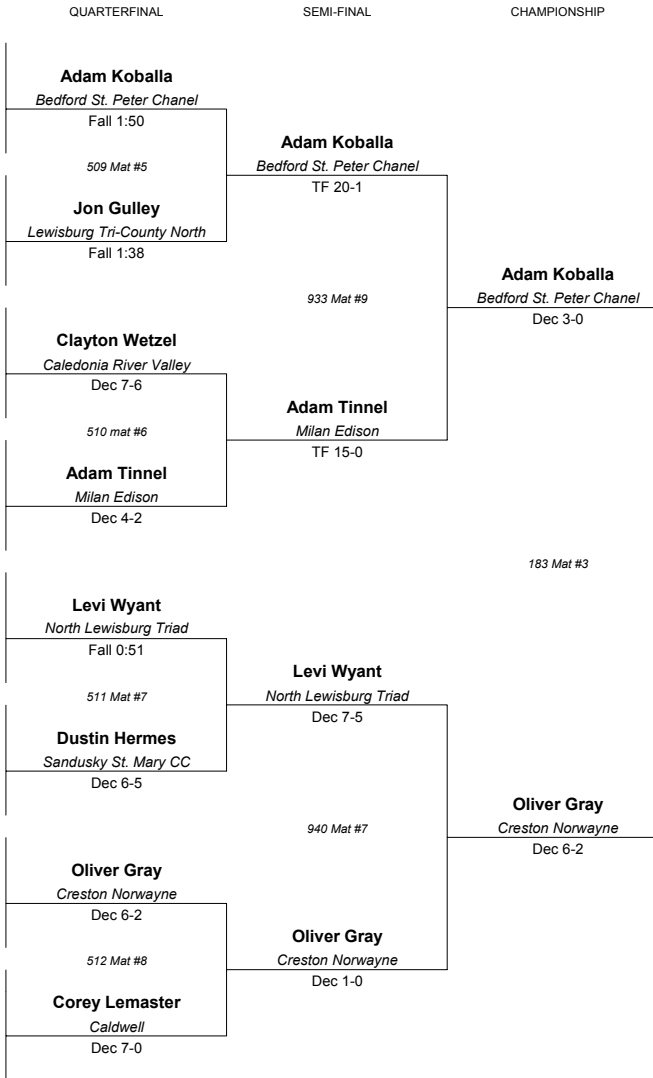 QUARTERFINAL SEMI-FINAL CHAMPIONSHIP
Adam Koballa
Bedford St. Peter Chanel
Fall 1:50
509 Mat #5
Jon Gulley
Lewisburg Tri-County North
Fall 1:38
Clayton Wetzel
Caledonia River Valley
Dec 7-6
510 mat #6
Adam Tinnel
Milan Edison
Dec 4-2
Levi Wyant
North Lewisburg Triad
Fall 0:51
511 Mat #7
Dustin Hermes
Sandusky St. Mary CC
Dec 6-5
Oliver Gray
Creston Norwayne
Dec 6-2
512 Mat #8
Corey Lemaster
Caldwell
Dec 7-0
Adam Koballa
Bedford St. Peter Chanel
TF 20-1
933 Mat #9
Adam Tinnel
Milan Edison
TF 15-0
Levi Wyant
North Lewisburg Triad
Dec 7-5
940 Mat #7
Oliver Gray
Creston Norwayne
Dec 1-0
Adam Koballa
Bedford St. Peter Chanel
Dec 3-0
183 Mat #3
Oliver Gray
Creston Norwayne
Dec 6-2